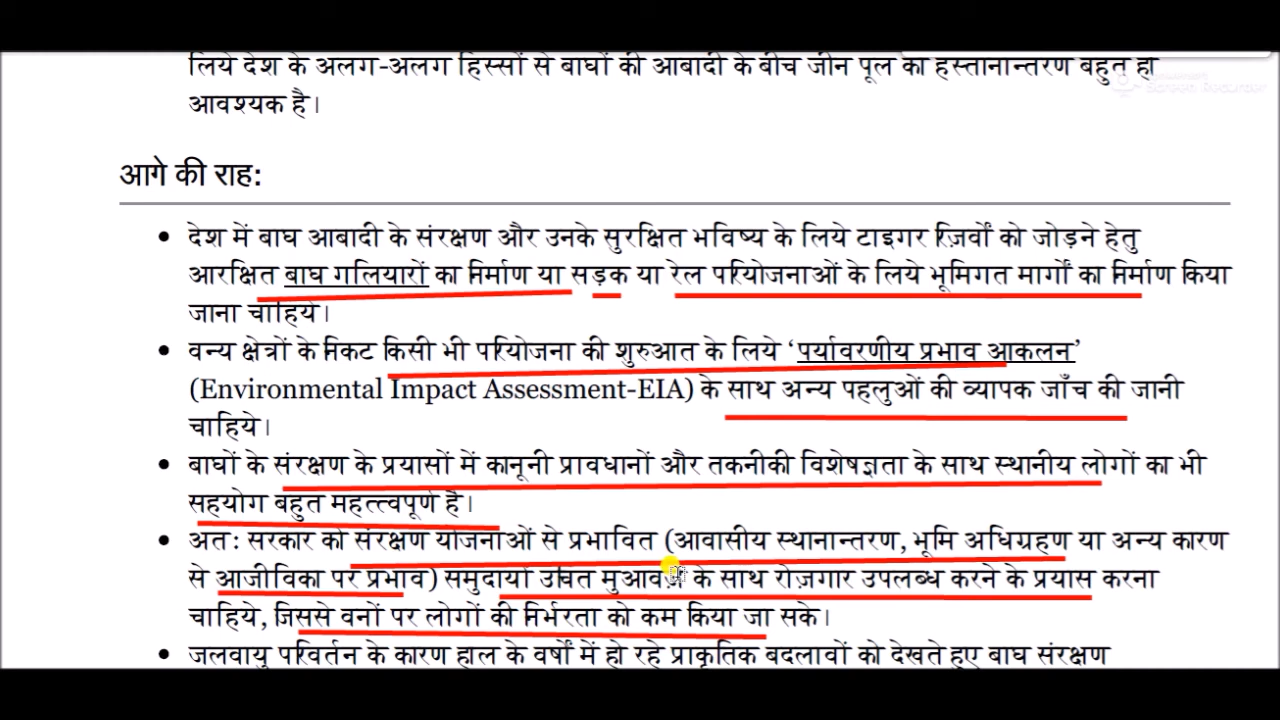 लिये देश के अलग-अलग हिस्सों से बाघों की आबादी के बीच जीन पूल का हस्तानान्तरण बहुत ही
आवश्यक है।
Screen Recorder
आगे की राह:
देश में बाघ आबादी के संरक्षण और उनके सुरक्षित भविष्य के लिये टाइगर रिज़र्वों को जोड़ने हेतु
आरक्षित बाघ गलियारों का निर्माण या सड़क या रेल परियोजनाओं के लिये भूमिगत मार्गों का निर्माण किया
जाना चाहिये।
वन्य क्षेत्रों के निकट किसी भी परियोजना की शुरुआत के लिये ‘पर्यावरणीय प्रभाव आकलन’
(Environmental Impact Assessment-EIA) के साथ अन्य पहलुओं की व्यापक जाँच की जानी
चाहिये।
बाघों के संरक्षण के प्रयासों में कानूनी प्रावधानों और तकनीकी विशेषज्ञता के साथ स्थानीय लोगों का भी
सहयोग बहुत महत्त्वपूर्ण है।
अतः सरकार को संरक्षण योजनाओं से प्रभावित (आवासीय स्थानान्तरण, भूमि अधिग्रहण या अन्य कारण
से आजीविका पर प्रभाव) समुदायों उचित मुआवज़े के साथ रोज़गार उपलब्ध करने के प्रयास करना
चाहिये, जिससे वनों पर लोगों की निर्भरता को कम किया जा सके।
जलवायु परिवर्तन के कारण हाल के वर्षों में हो रहे प्राकृतिक बदलावों को देखते हुए बाघ संरक्षण